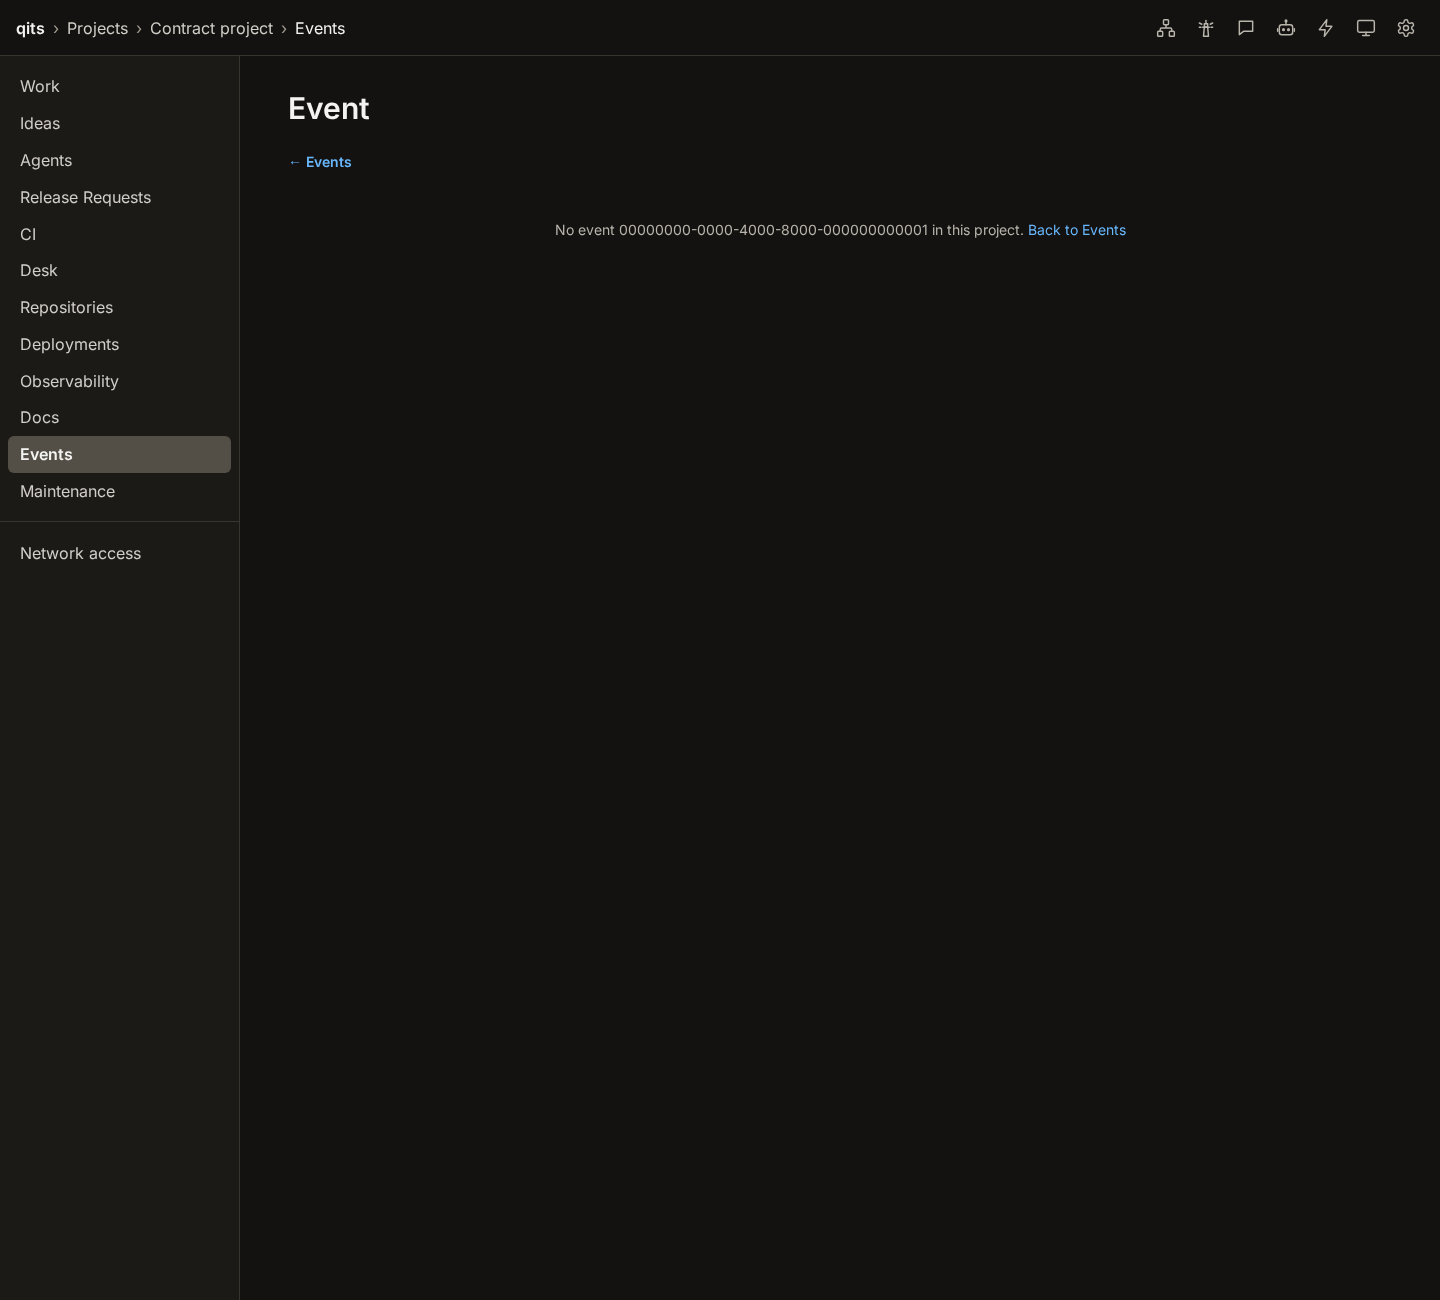 qits › Projects › Contract project › Events
Work
Ideas
Agents
Release Requests
CI
Desk
Repositories
Deployments
Observability
Docs
Events
Maintenance
Network access
Event
← Events
No event 00000000-0000-4000-8000-000000000001 in this project. Back to Events